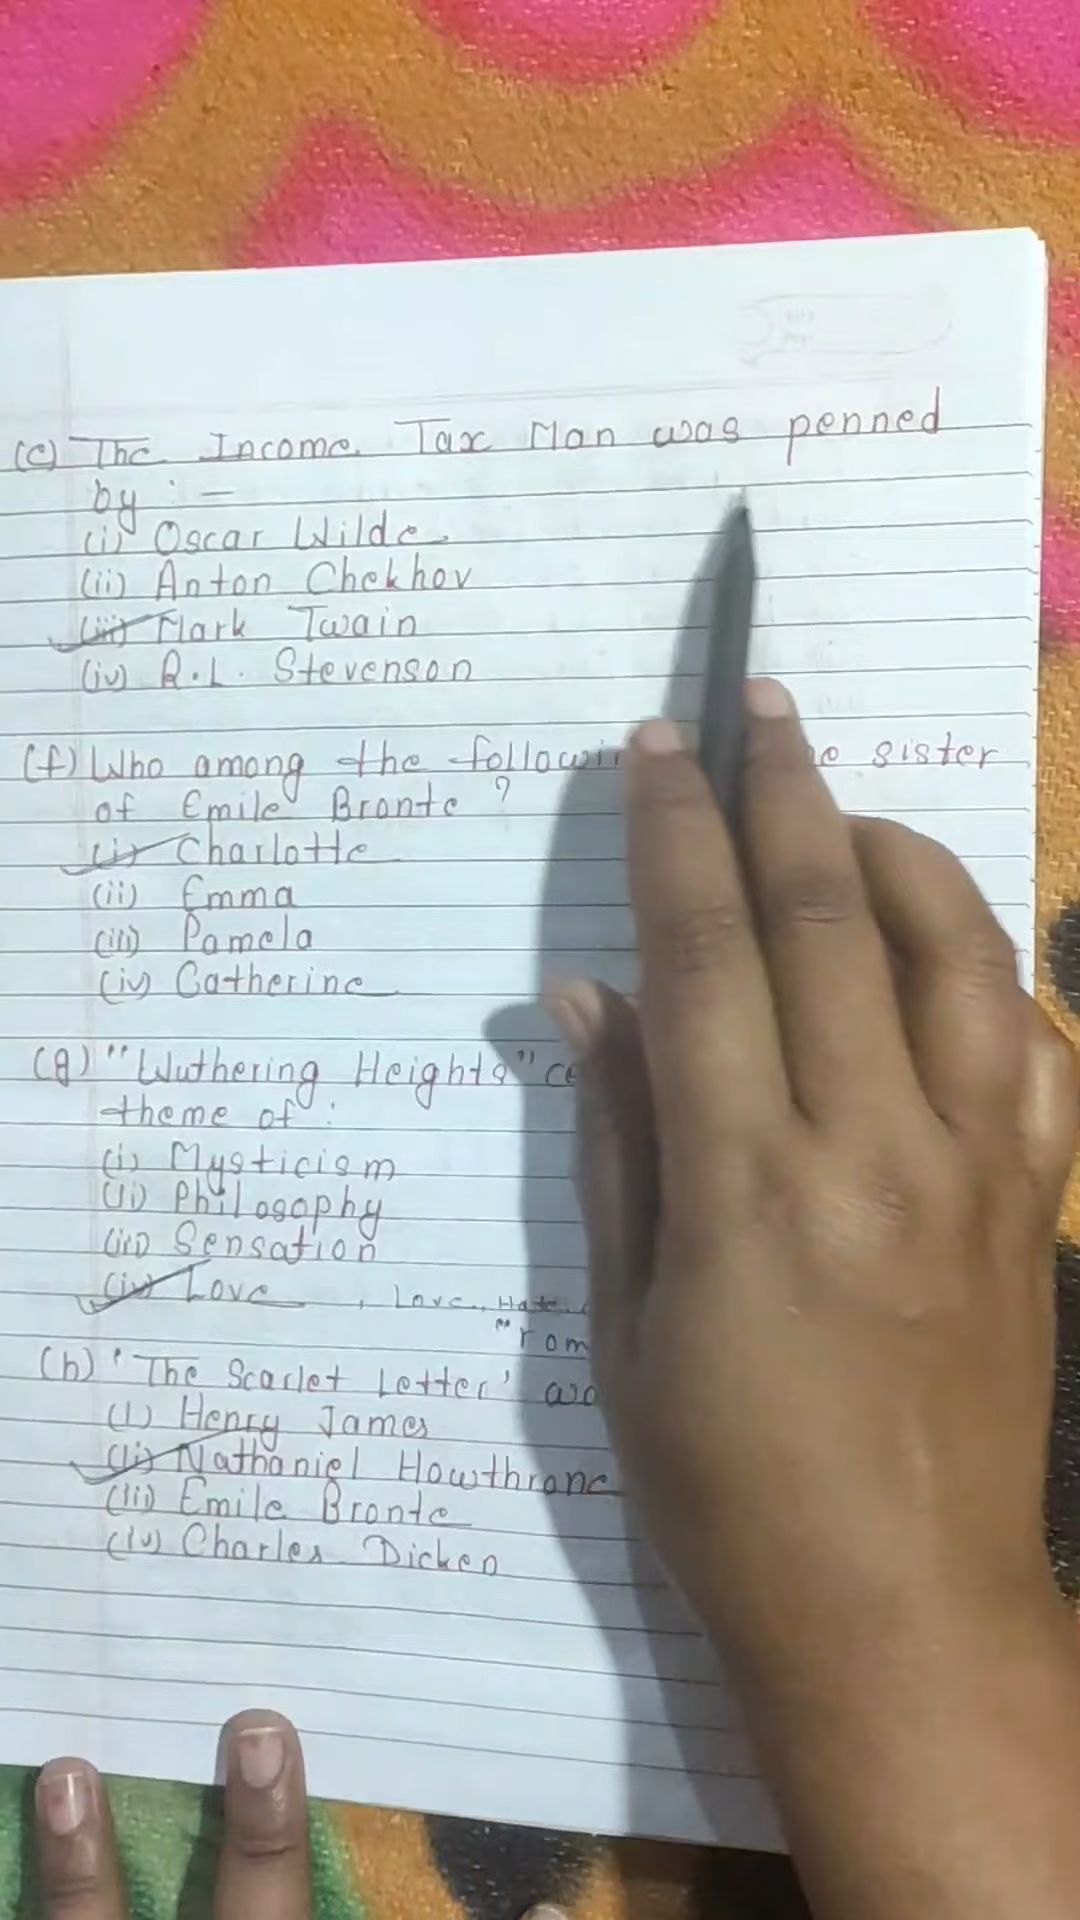 (e) The Income Tax Man was penned
by : -
(i) Oscar Wilde.
(ii) Anton Chekhov
(iii) Mark Twain
(iv) R.L. Stevenson
(f) Who among the sister
of Emile Bronte ?
(i) Charlotte
(ii) Emma
(iii) Pamela
(iv) Catherine
(g) "Wuthering Heights"
theme of :
(i) Mysticism
(ii) Philosophy
(iii) Sensation
(iv) Love , Love, Hate,
(h) 'The Scarlet Letter'
(i) Henry James
(ii) Nathaniel Howthrone
(iii) Emile Bronte
(iv) Charles Dicken